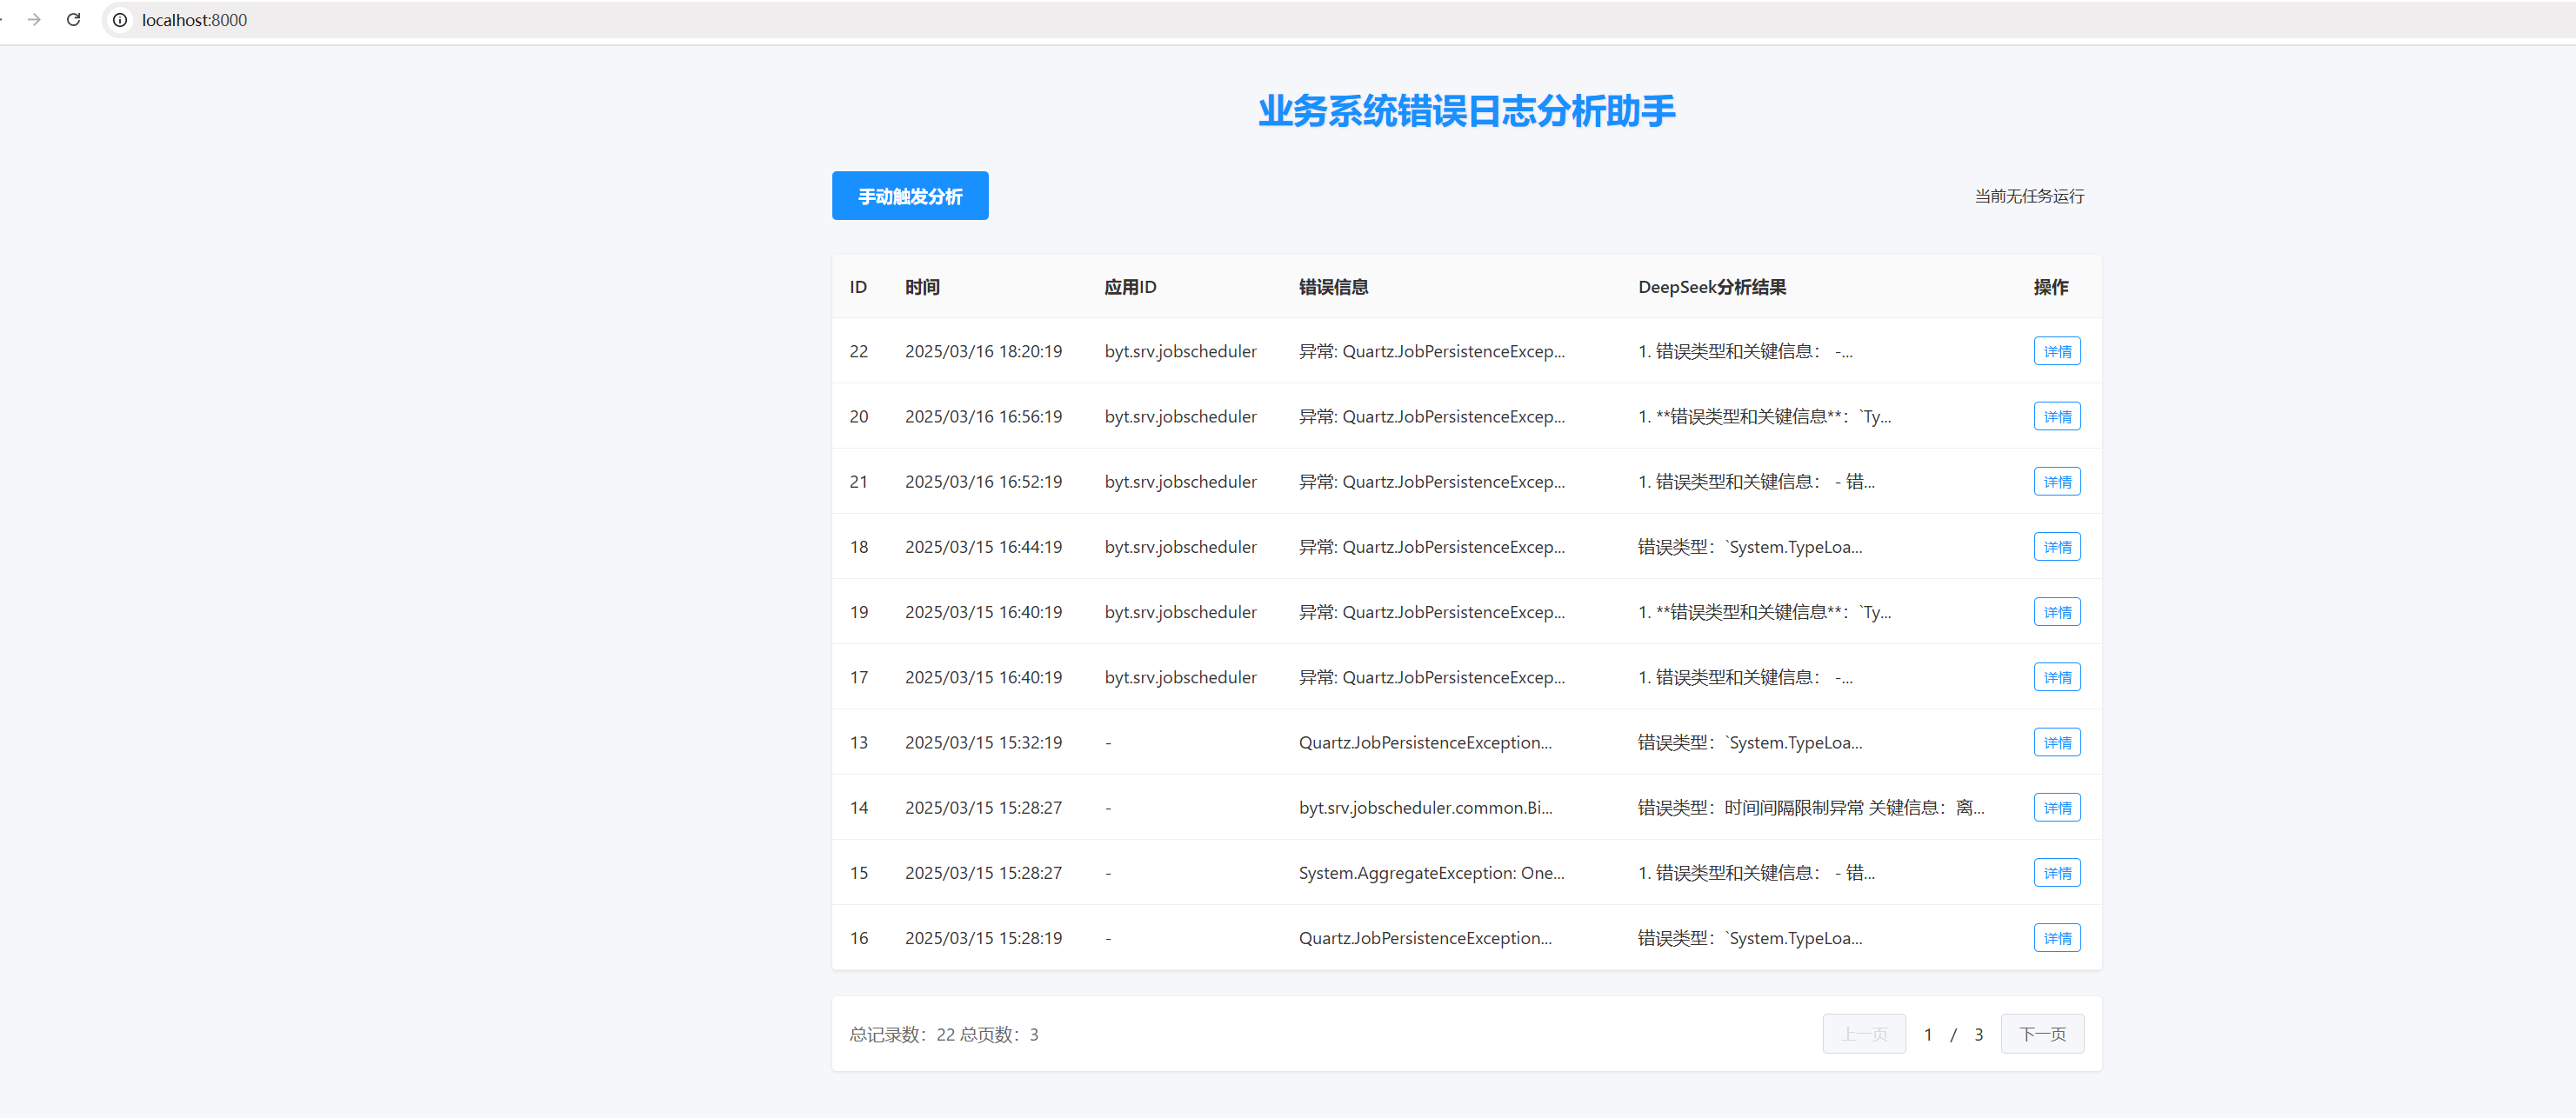 localhost:8000
业务系统错误日志分析助手
手动触发分析 当前无任务运行
ID 时间 应用ID 错误信息 DeepSeek分析结果 操作
22 2025/03/16 18:20:19 byt.srv.jobscheduler 异常: Quartz.JobPersistenceExcep... 1. 错误类型和关键信息： -... 详情
20 2025/03/16 16:56:19 byt.srv.jobscheduler 异常: Quartz.JobPersistenceExcep... 1. **错误类型和关键信息**：`Ty... 详情
21 2025/03/16 16:52:19 byt.srv.jobscheduler 异常: Quartz.JobPersistenceExcep... 1. 错误类型和关键信息： - 错... 详情
18 2025/03/15 16:44:19 byt.srv.jobscheduler 异常: Quartz.JobPersistenceExcep... 错误类型：`System.TypeLoa... 详情
19 2025/03/15 16:40:19 byt.srv.jobscheduler 异常: Quartz.JobPersistenceExcep... 1. **错误类型和关键信息**：`Ty... 详情
17 2025/03/15 16:40:19 byt.srv.jobscheduler 异常: Quartz.JobPersistenceExcep... 1. 错误类型和关键信息： -... 详情
13 2025/03/15 15:32:19 - Quartz.JobPersistenceException... 错误类型：`System.TypeLoa... 详情
14 2025/03/15 15:28:27 - byt.srv.jobscheduler.common.Bi... 错误类型：时间间隔限制异常 关键信息：离... 详情
15 2025/03/15 15:28:27 - System.AggregateException: One... 1. 错误类型和关键信息： - 错... 详情
16 2025/03/15 15:28:19 - Quartz.JobPersistenceException... 错误类型：`System.TypeLoa... 详情
总记录数：22 总页数：3 上一页 1 / 3 下一页